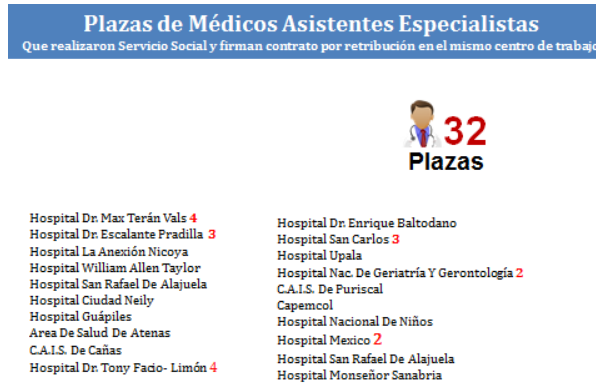 Plazas de Médicos Asistentes Especialistas
Que realizaron Servicio Social y firman contrato por retribución en el mismo centro de trabajo
32
Plazas
Hospital Dr. Max Terán Vals 4
Hospital Dr. Escalante Pradilla 3
Hospital La Anexión Nicoya
Hospital William Allen Taylor
Hospital San Rafael De Alajuela
Hospital Ciudad Neily
Hospital Guápiles
Area De Salud De Atenas
C.A.I.S. De Cañas
Hospital Dr. Tony Facio- Limón 4
Hospital Dr. Enrique Baltodano
Hospital San Carlos 3
Hospital Upala
Hospital Nac. De Geriatría Y Gerontología 2
C.A.I.S. De Puriscal
Capemcol
Hospital Nacional De Niños
Hospital Mexico 2
Hospital San Rafael De Alajuela
Hospital Monseñor Sanabria